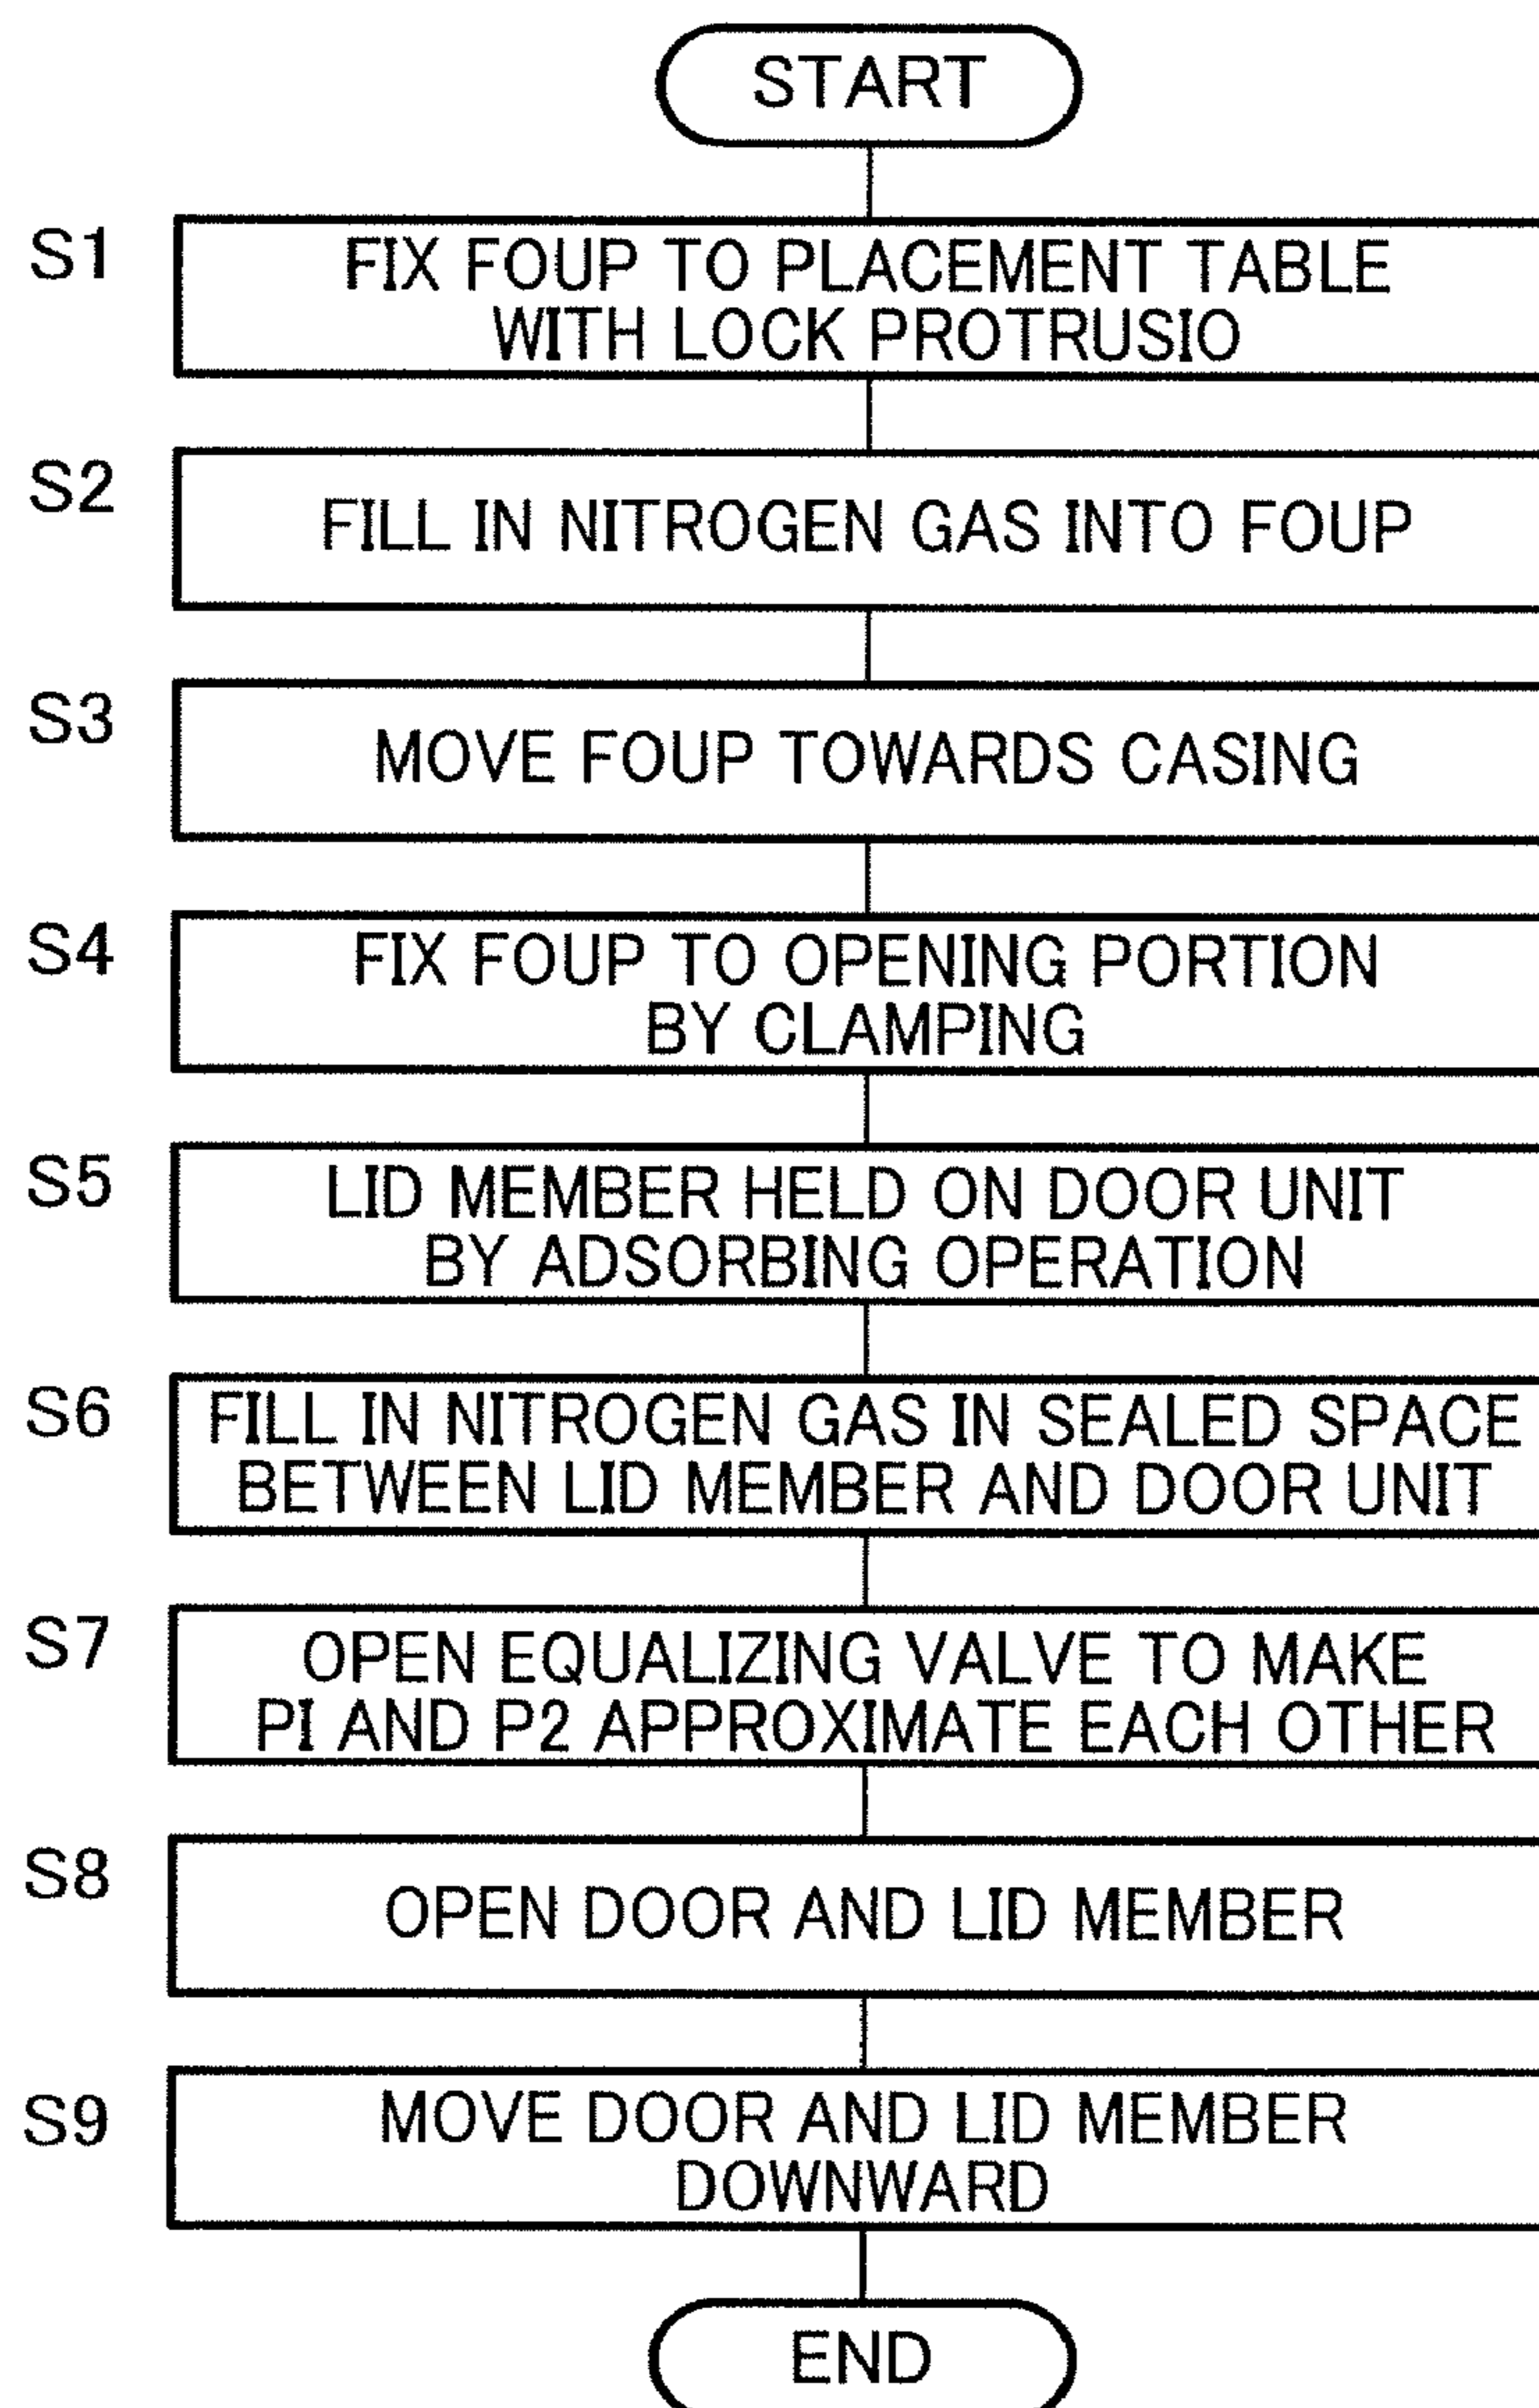 START
S1
FIX FOUP TO PLACEMENT TABLE
WITH LOCK PROTRUSIO
S2
FILL IN NITROGEN GAS INTO FOUP
S3
MOVE FOUP TOWARDS CASING
S4
FIX FOUP TO OPENING PORTION
BY CLAMPING
S5
LID MEMBER HELD ON DOOR UNIT
BY ADSORBING OPERATION
S6
FILL IN NITROGEN GAS IN SEALED SPACE
BETWEEN LID MEMBER AND DOOR UNIT
S7
OPEN EQUALIZING VALVE TO MAKE
PI AND P2 APPROXIMATE EACH OTHER
S8
OPEN DOOR AND LID MEMBER
S9
MOVE DOOR AND LID MEMBER
DOWNWARD
END